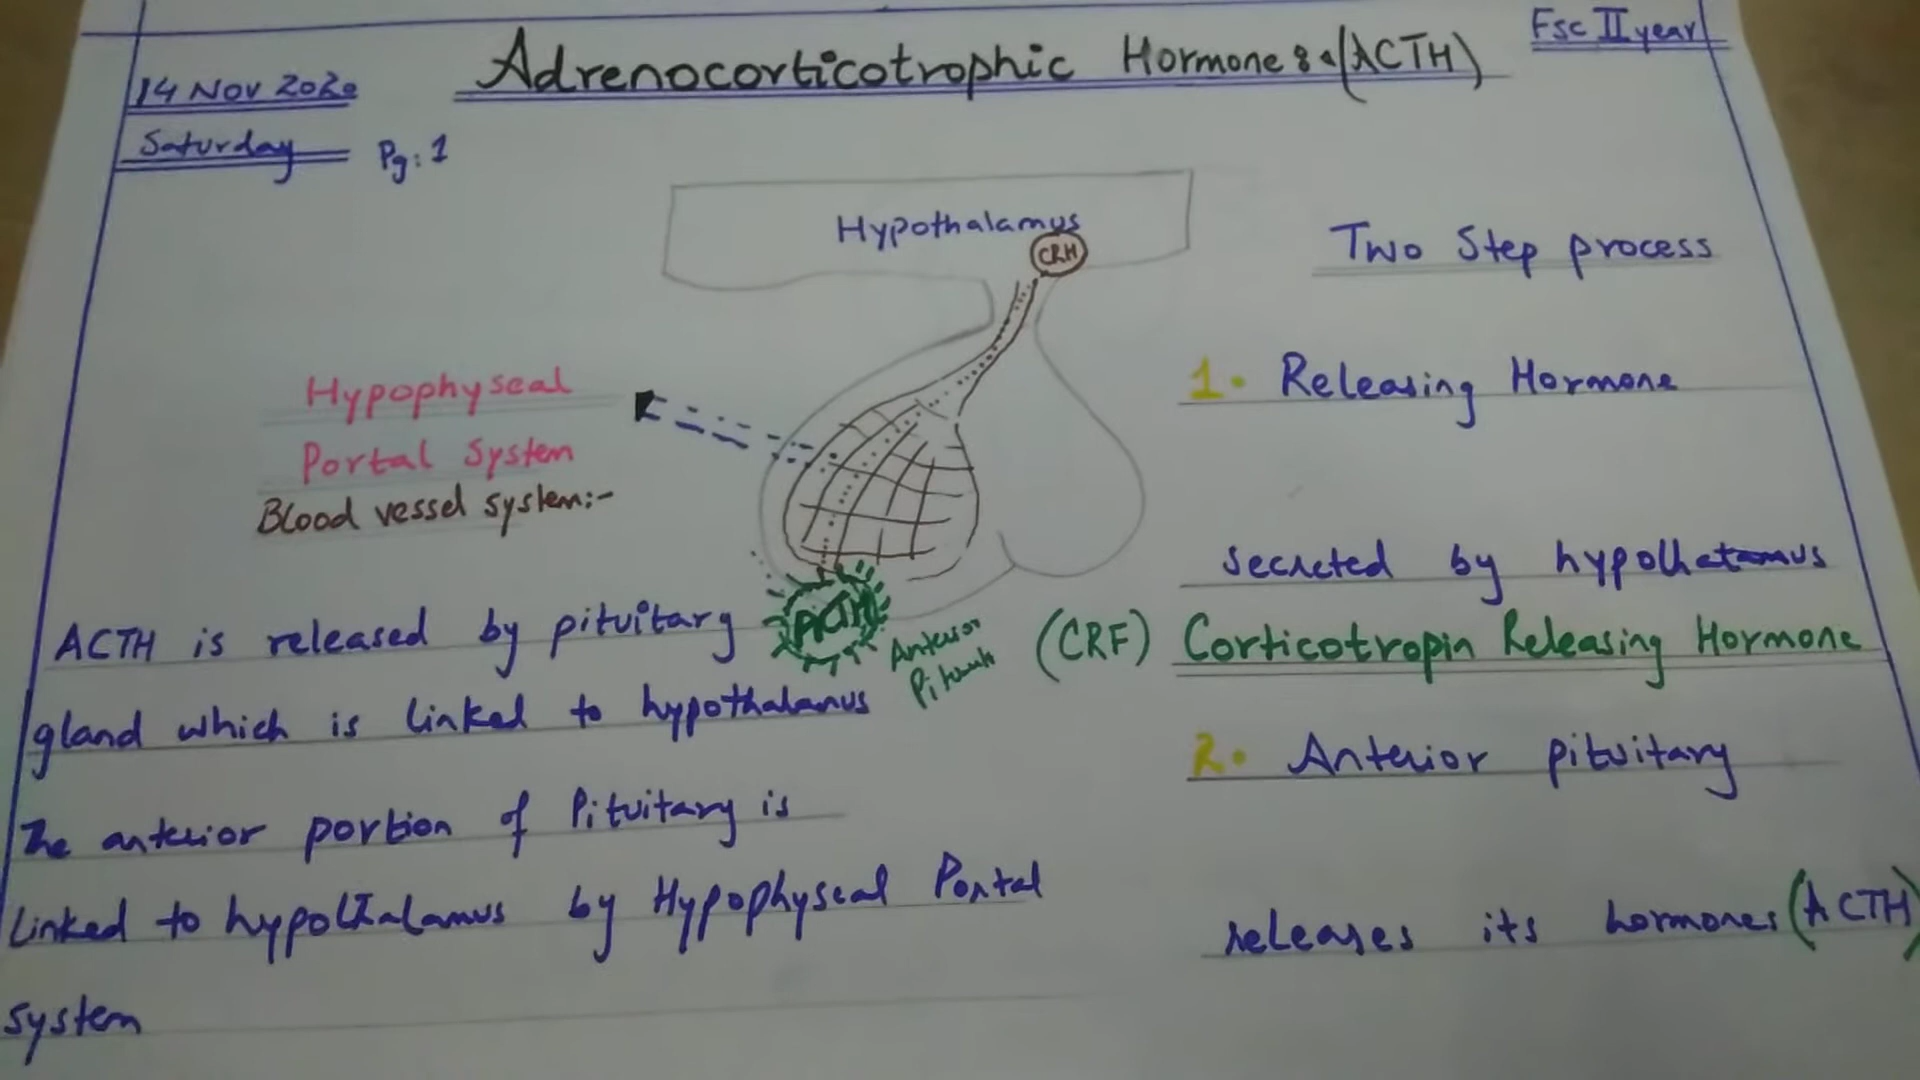 Fsc II year
Adrenocorticotrophic Hormone :- (ACTH)
14 Nov 2020
Saturday
Pg: 1
Hypothalamus
CRH
Two Step process
Hypophyseal
Portal System
Blood vessel system:-
1. Releasing Hormone
secreted by hypothatamus
(CRF) Corticotropin Releasing Hormone
ACTH
Anterior
ACTH is released by pituitary
gland which is linked to hypothalamus
The anterior portion of Pituitary is
Linked to hypothalamus by Hypophyseal Portal
system
2. Anterior pituitary
releases its hormones (ACTH)